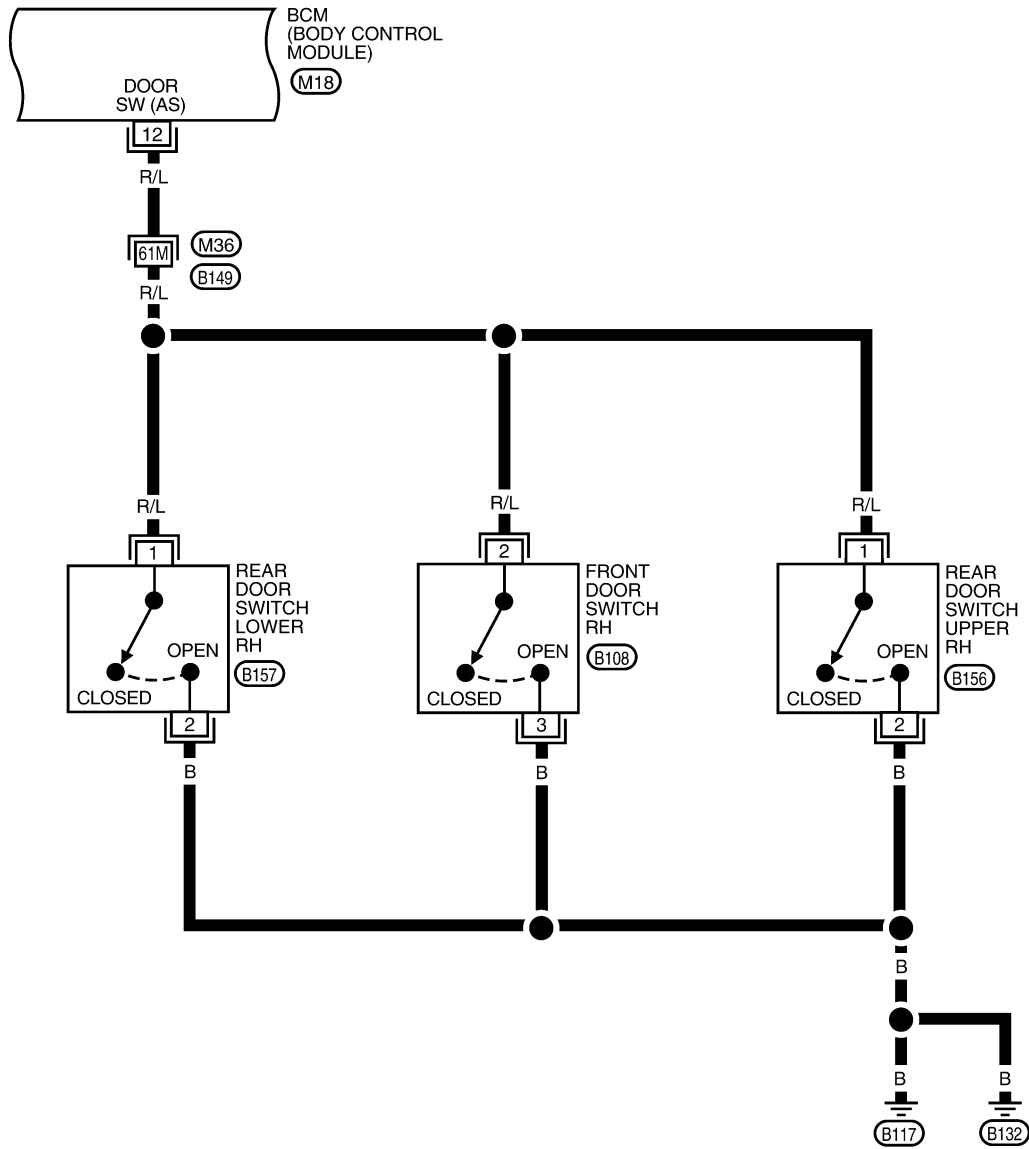 BCM
(BODY CONTROL
MODULE)
M18
DOOR
SW (AS)
12
R/L
61M
M36
B149
R/L
R/L
R/L
R/L
1
2
1
REAR
DOOR
SWITCH
LOWER
RH
B157
OPEN
CLOSED
FRONT
DOOR
SWITCH
RH
B108
OPEN
CLOSED
REAR
DOOR
SWITCH
UPPER
RH
B156
OPEN
CLOSED
2
3
2
B
B
B
B
B
B
B117
B132